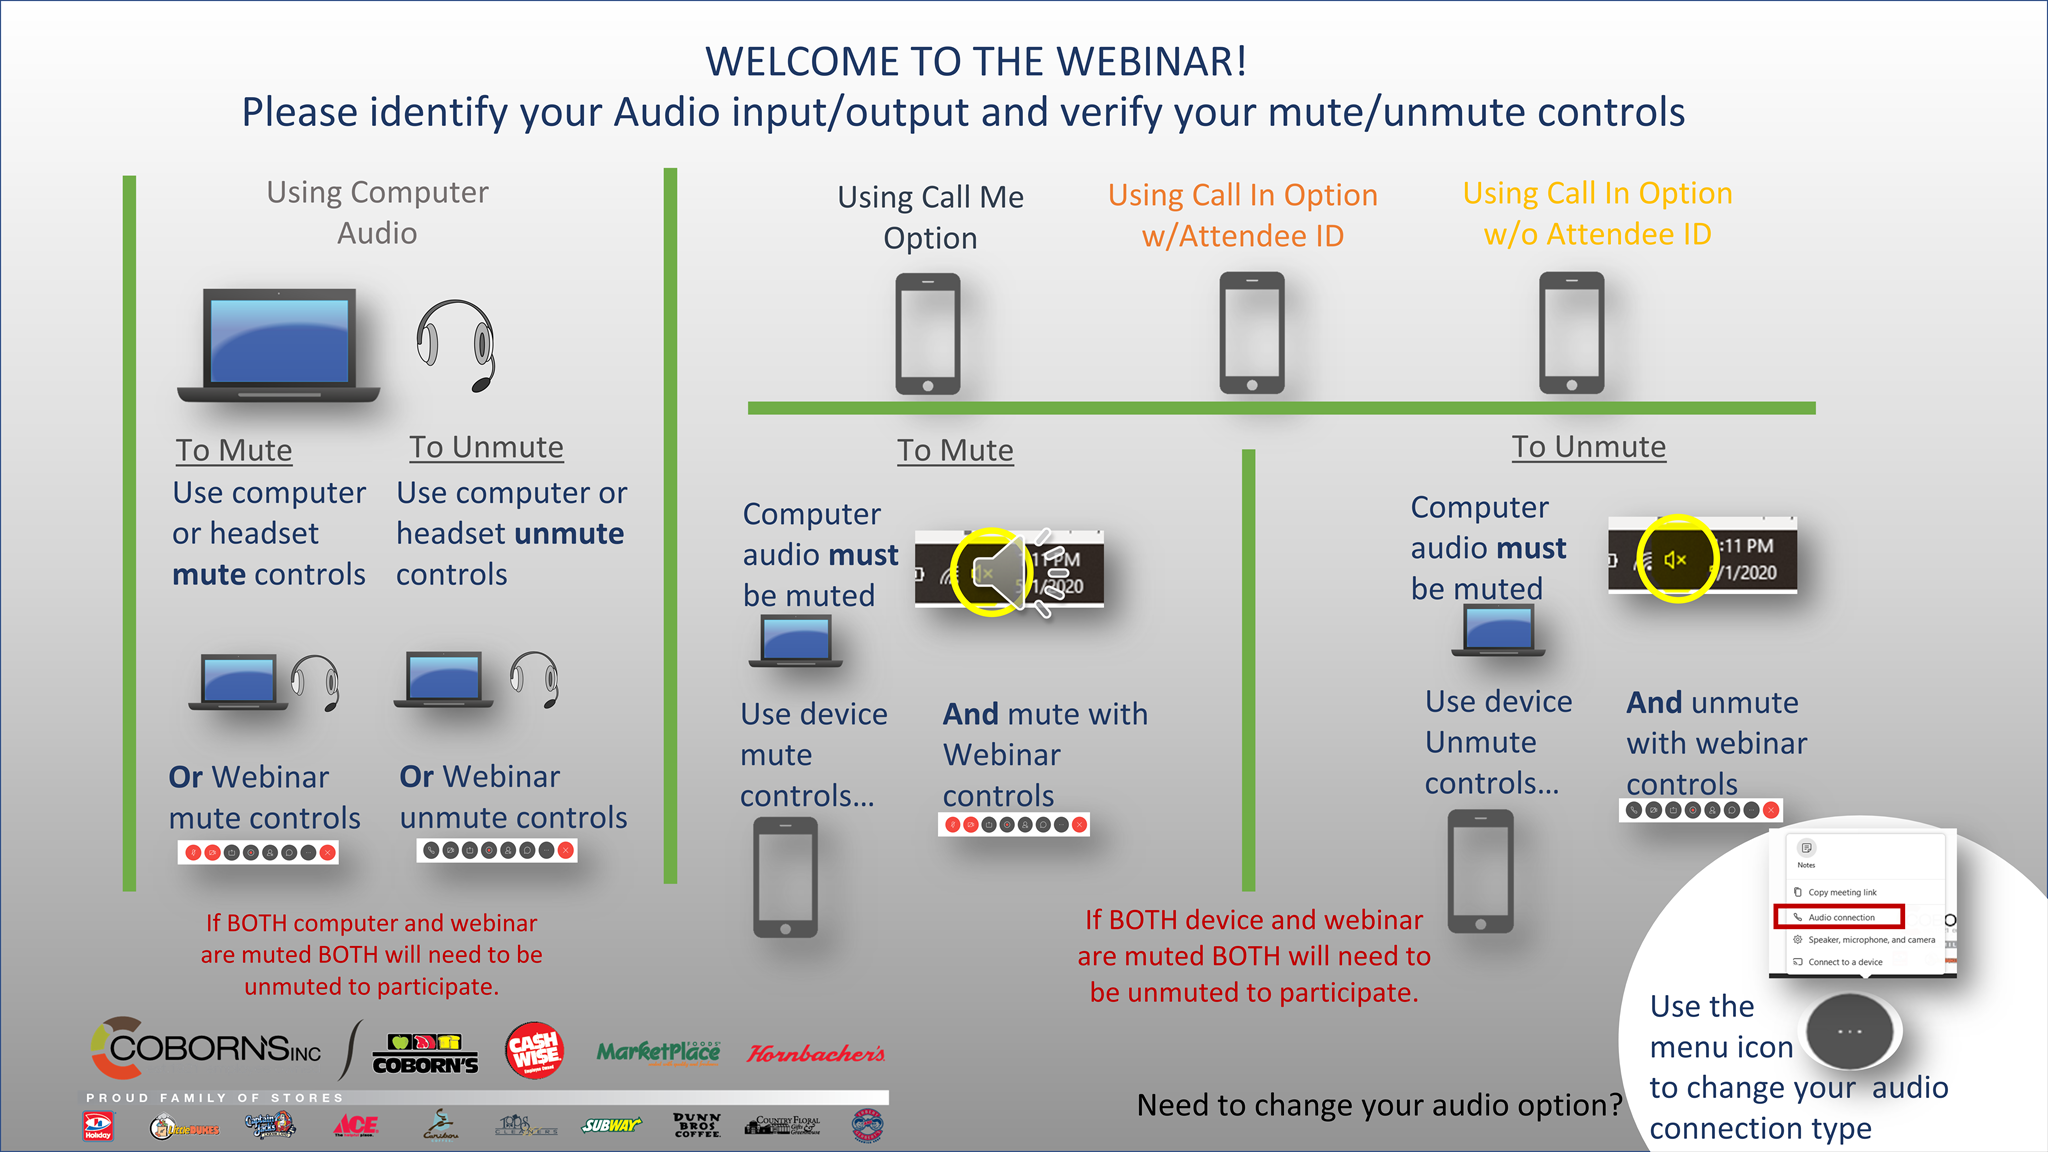 WELCOME TO THE WEBINAR!
Please identify your Audio input/output and verify your mute/unmute controls
Using Computer
Audio
To Mute
Use computer
or headset
mute controls
Or Webinar
mute controls
To Unmute
Use computer or
headset unmute
controls
Or Webinar
unmute controls
If BOTH computer and webinar
are muted BOTH will need to be
unmuted to participate.
Using Call Me
Option
Using Call In Option
w/Attendee ID
Using Call In Option
w/o Attendee ID
To Mute
Computer
audio must
be muted
PM
/2020
Use device
mute
controls...
And mute with
Webinar
controls
To Unmute
Computer
audio must
be muted
:11 PM
/1/2020
Use device
Unmute
controls...
And unmute
with webinar
controls
If BOTH device and webinar
are muted BOTH will need to
be unmuted to participate.
Notes
Copy meeting link
Audio connection
Speaker, microphone, and camera
Connect to a device
Use the
menu icon
to change your audio
connection type
Need to change your audio option?
COBORN'S INC
COBORN'S
CASH WISE
MarketPlace FOODS
Hornbacher's
PROUD FAMILY OF STORES
Holiday
Little DUKES
ACE
Caribou
SUBWAY
DUNN BROS COFFEE
COUNTRY FLORAL